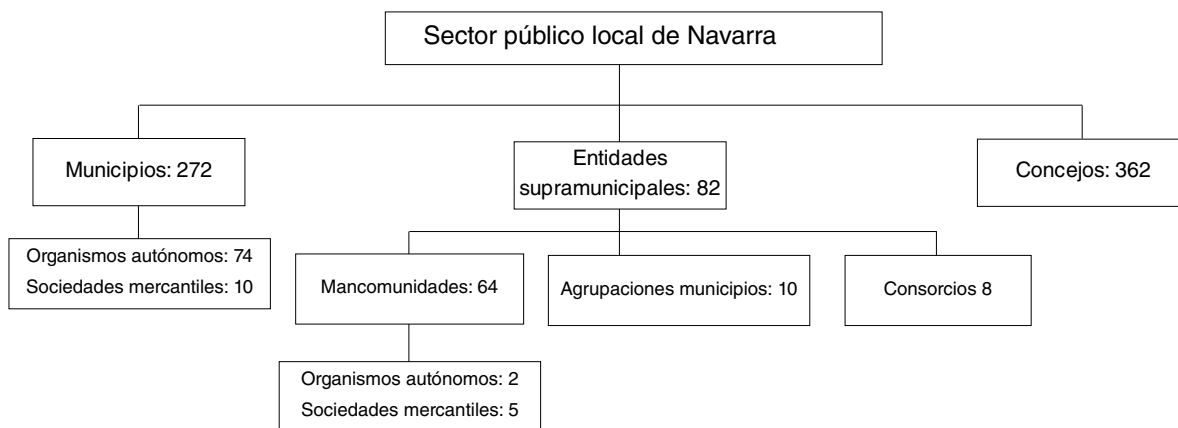 Sector público local de Navarra
Municipios: 272
Entidades
supramunicipales: 82
Concejos: 362
Organismos autónomos: 74
Sociedades mercantiles: 10
Mancomunidades: 64
Agrupaciones municipios: 10
Consorcios 8
Organismos autónomos: 2
Sociedades mercantiles: 5